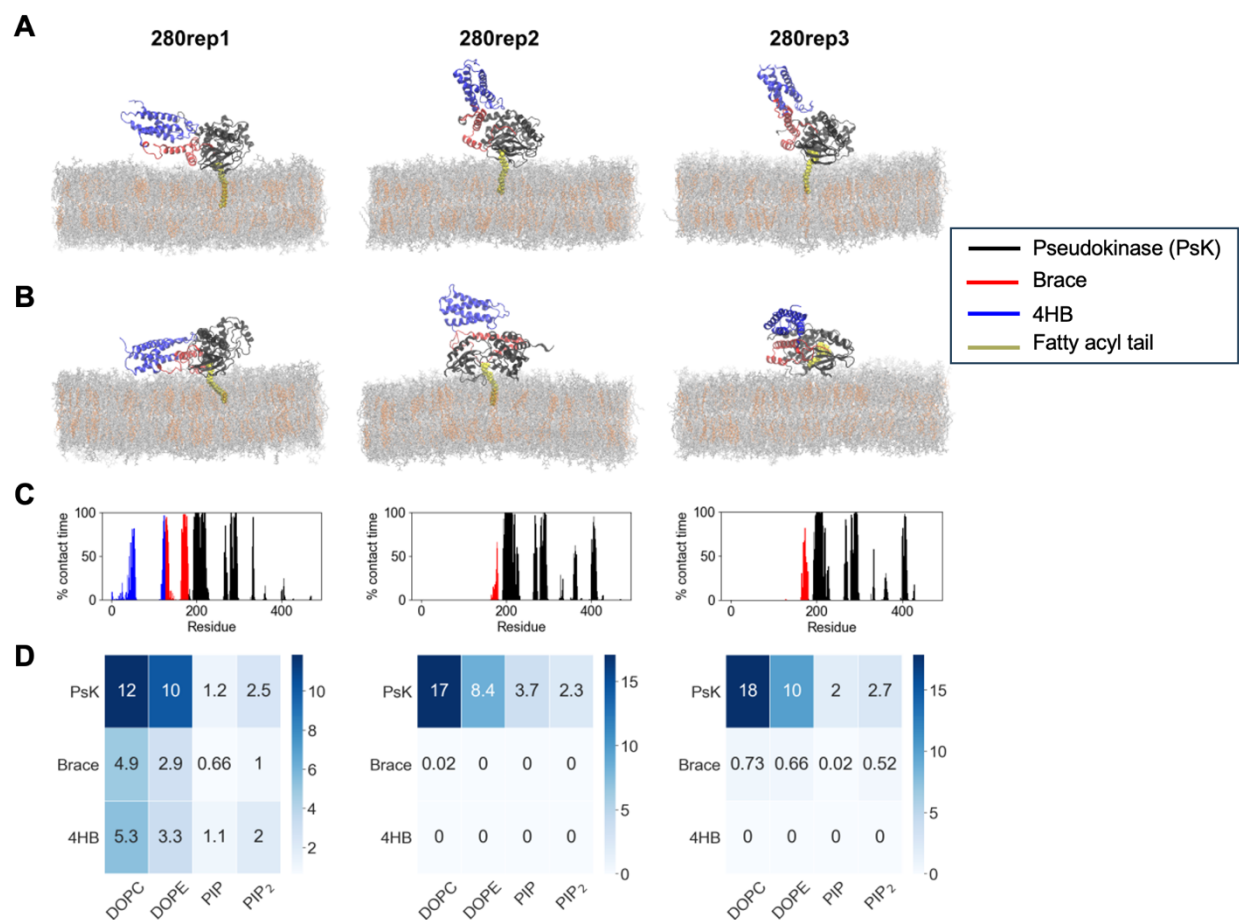 A
280rep1 280rep2 280rep3
Pseudokinase (PsK)
Brace
4HB
Fatty acyl tail
B
C
% contact time
100
50
0
0 200 400
Residue
% contact time
100
50
0
0 200 400
Residue
% contact time
100
50
0
0 200 400
Residue
D
PsK 12 10 1.2 2.5
Brace 4.9 2.9 0.66 1
4HB 5.3 3.3 1.1 2
DOPC DOPE PIP PIP₂
10
8
6
4
2
PsK 17 8.4 3.7 2.3
Brace 0.02 0 0 0
4HB 0 0 0 0
DOPC DOPE PIP PIP₂
15
10
5
0
PsK 18 10 2 2.7
Brace 0.73 0.66 0.02 0.52
4HB 0 0 0 0
DOPC DOPE PIP PIP₂
15
10
5
0